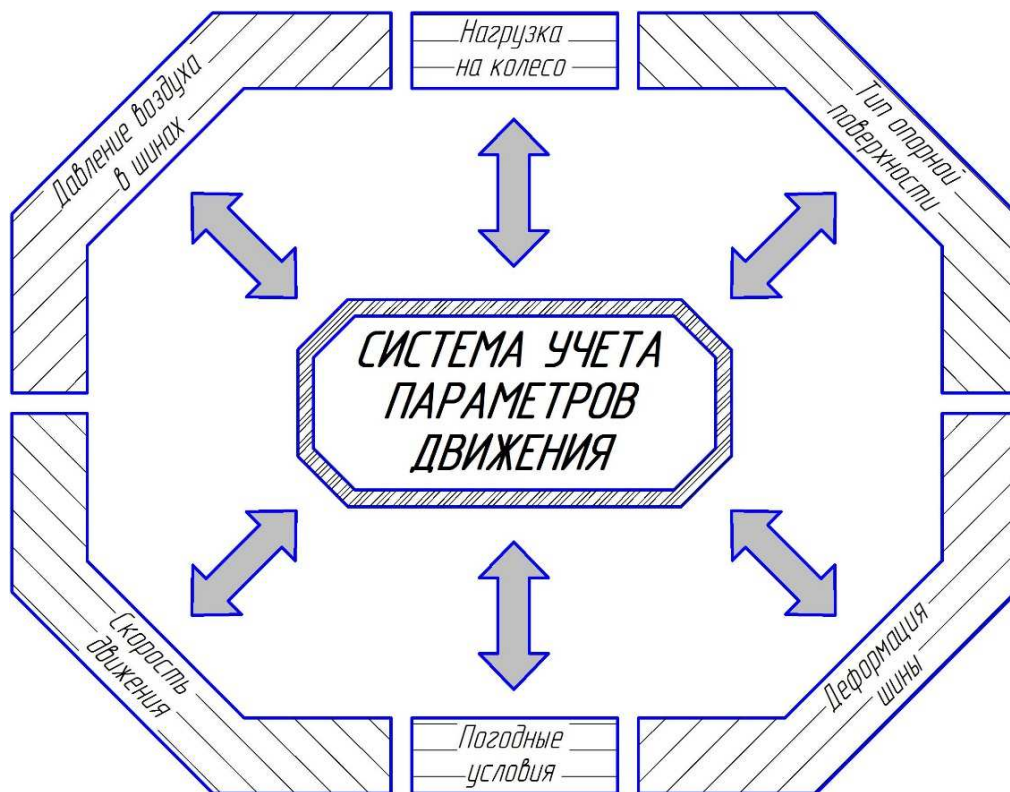 Нагрузка
на колесо
Давление воздуха
в шинах
Тип опорной
поверхности
СИСТЕМА УЧЕТА
ПАРАМЕТРОВ
ДВИЖЕНИЯ
Скорость
движения
Деформация
шины
Погодные
условия